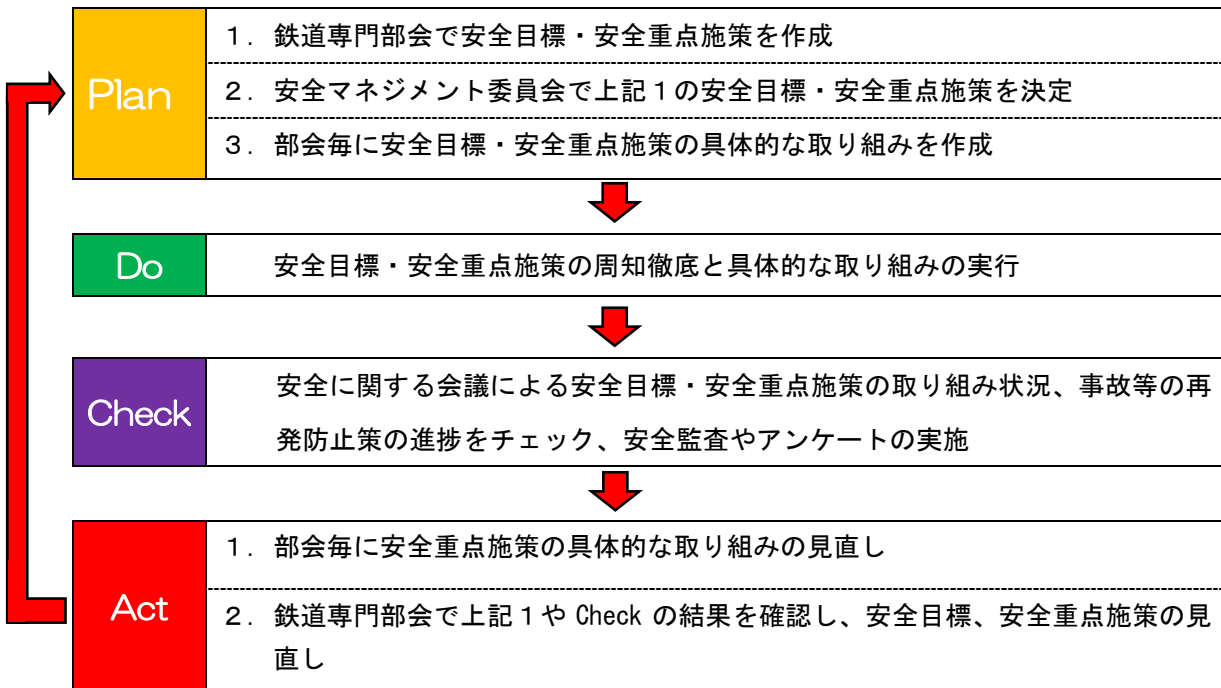 Plan
１. 鉄道専門部会で安全目標・安全重点施策を作成
２. 安全マネジメント委員会で上記１の安全目標・安全重点施策を決定
３. 部会毎に安全目標・安全重点施策の具体的な取り組みを作成
Do
安全目標・安全重点施策の周知徹底と具体的な取り組みの実行
Check
安全に関する会議による安全目標・安全重点施策の取り組み状況、事故等の再
発防止策の進捗をチェック、安全監査やアンケートの実施
Act
１. 部会毎に安全重点施策の具体的な取り組みの見直し
２. 鉄道専門部会で上記１や Check の結果を確認し、安全目標、安全重点施策の見
直し